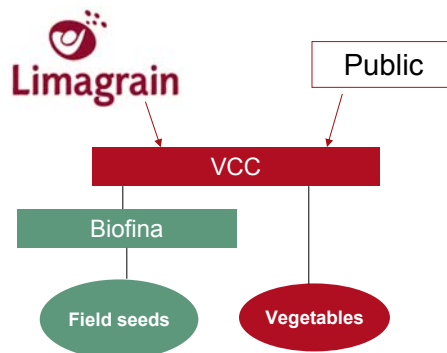 Limagrain
Public
VCC
Biofina
Field seeds
Vegetables